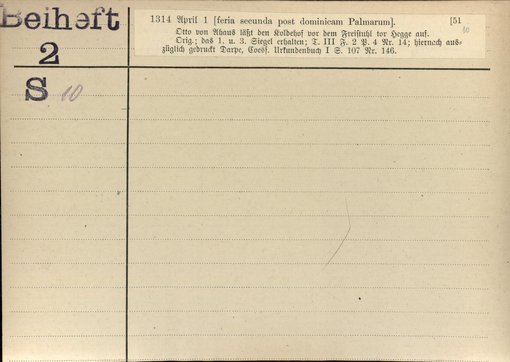 Beiheft
2
S 10
1314 April 1 [feria secunda post dominicam Palmarum]. [51
10
Otto von Ahaus läßt den Koldehof vor dem Freistuhl tor Hegge auf.
Orig.; das 1. u. 3. Siegel erhalten; T. III F. 2 P. 4 Nr. 14; hiernach aus-
züglich gedruckt Darpe, Coesf. Urkundenbuch I S. 107 Nr. 146.